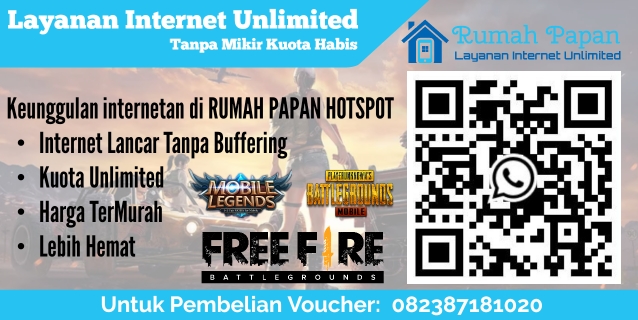 Layanan Internet Unlimited
Tanpa Mikir Kuota Habis
Rumah Papan
Layanan Internet Unlimited
Keunggulan internetan di RUMAH PAPAN HOTSPOT
• Internet Lancar Tanpa Buffering
• Kuota Unlimited
• Harga TerMurah
• Lebih Hemat
MOBILE
LEGENDS
PLAYERUNKNOWN'S
BATTLEGROUNDS
MOBILE
FREE FIRE
BATTLEGROUNDS
Untuk Pembelian Voucher: 082387181020